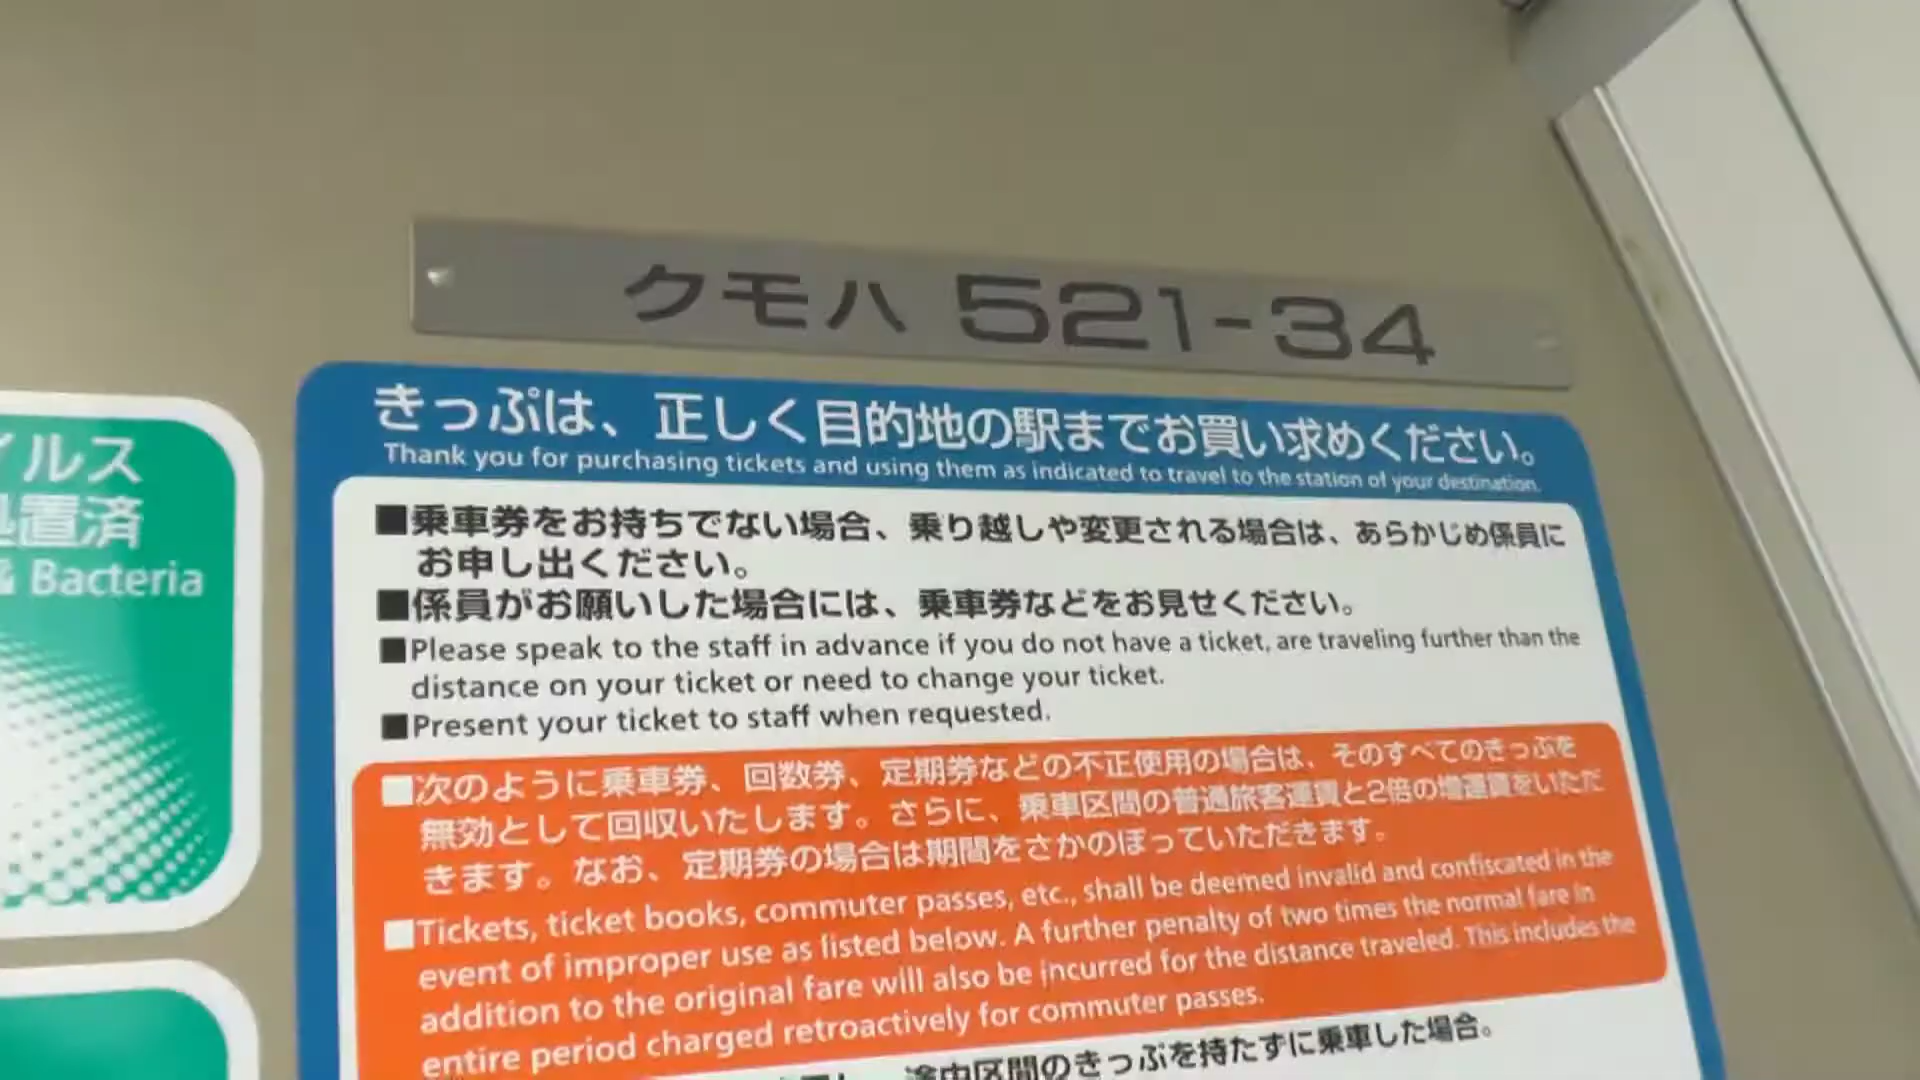 クモハ 521-34
きっぷは、正しく目的地の駅までお買い求めください。
Thank you for purchasing tickets and using them as indicated to travel to the station of your destination.
■乗車券をお持ちでない場合、乗り越しや変更される場合は、あらかじめ係員に
お申し出ください。
■係員がお願いした場合には、乗車券などをお見せください。
■Please speak to the staff in advance if you do not have a ticket, are traveling further than the
distance on your ticket or need to change your ticket.
■Present your ticket to staff when requested.
■次のように乗車券、回数券、定期券などの不正使用の場合は、そのすべてのきっぷを
無効として回収いたします。さらに、乗車区間の普通旅客運賃と2倍の増運賃をいただ
きます。なお、定期券の場合は期間をさかのぼっていただきます。
■Tickets, ticket books, commuter passes, etc., shall be deemed invalid and confiscated in the
event of improper use as listed below. A further penalty of two times the normal fare in
addition to the original fare will also be incurred for the distance traveled. This includes the
entire period charged retroactively for commuter passes.
途中区間のきっぷを持たずに乗車した場合。
イルス
処置済
& Bacteria